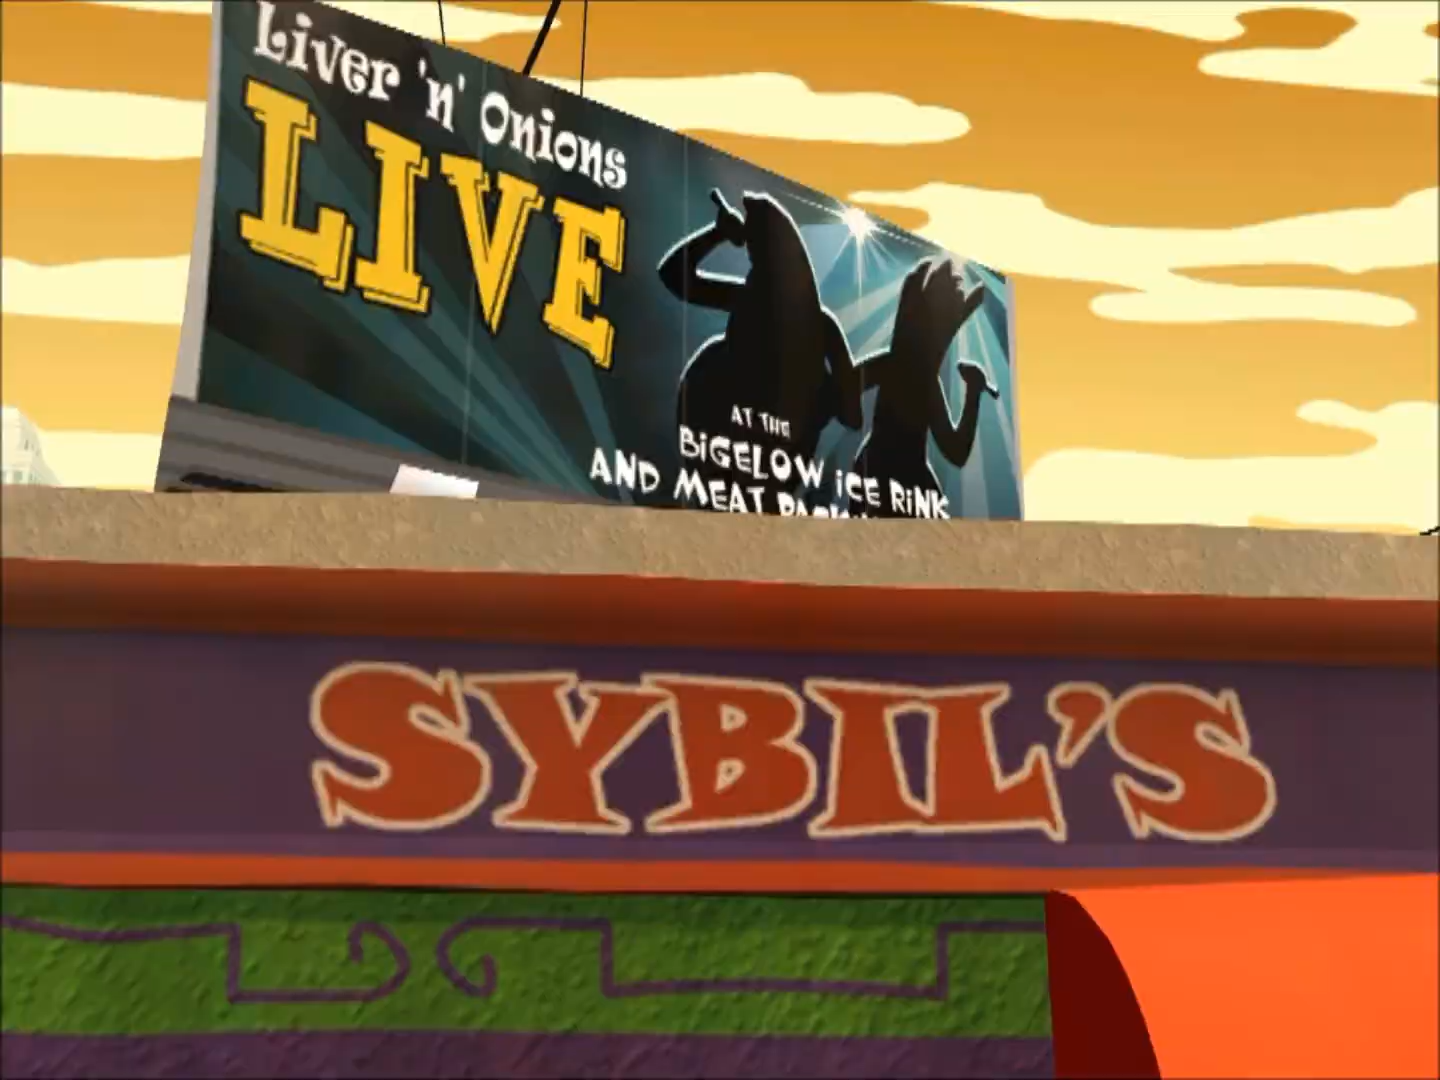 Liver 'n' Onions
LIVE
AT THE
BIGELOW ICE RINK
AND MEAT
SYBIL'S